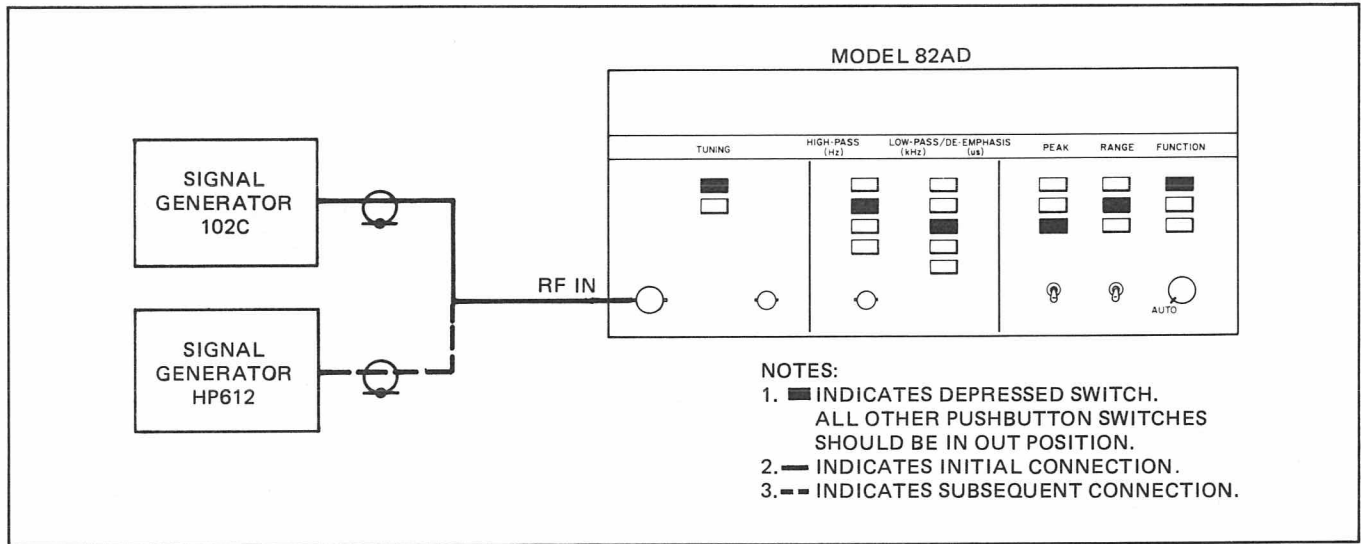 MODEL 82AD
TUNING
HIGH-PASS
(Hz)
LOW-PASS/DE-EMPHASIS
(kHz) (us)
PEAK
RANGE
FUNCTION
SIGNAL
GENERATOR
102C
RF IN
AUTO
SIGNAL
GENERATOR
HP612
NOTES:
1. INDICATES DEPRESSED SWITCH.
ALL OTHER PUSHBUTTON SWITCHES
SHOULD BE IN OUT POSITION.
2. INDICATES INITIAL CONNECTION.
3. INDICATES SUBSEQUENT CONNECTION.